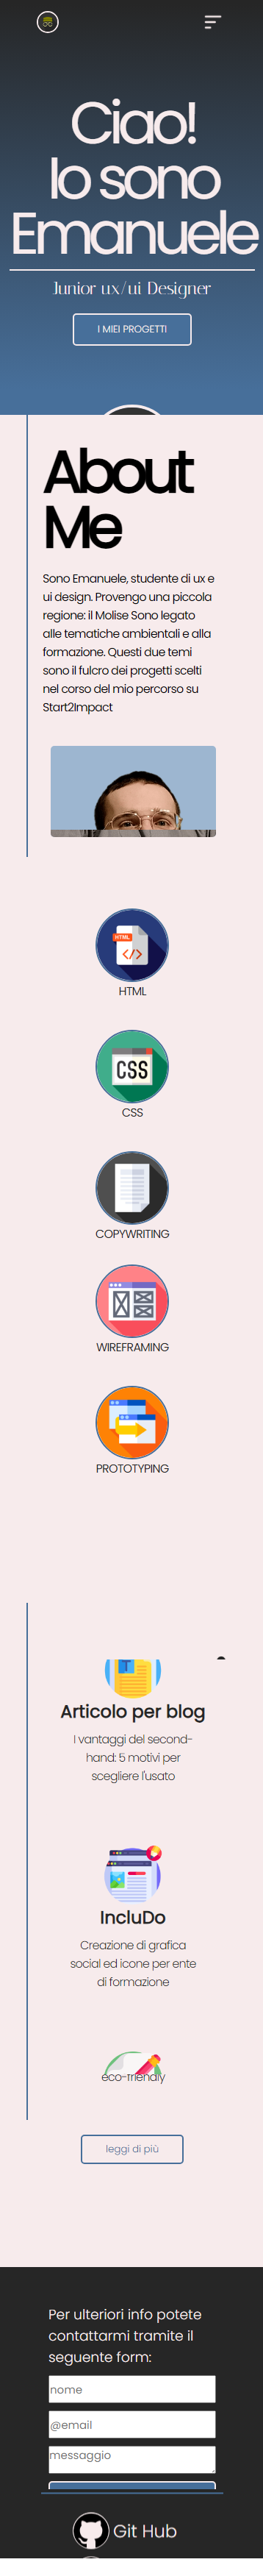 Ciao!
Io sono
Emanuele
Junior ux/ui Designer
I MIEI PROGETTI
About
Me
Sono Emanuele, studente di ux e
ui design. Provengo una piccola
regione: il Molise Sono legato
alle tematiche ambientali e alla
formazione. Questi due temi
sono il fulcro dei progetti scelti
nel corso del mio percorso su
Start2Impact
HTML
</>
HTML
CSS
CSS
COPYWRITING
WIREFRAMING
PROTOTYPING
T
Articolo per blog
I vantaggi del second-
hand: 5 motivi per
scegliere l'usato
IncluDo
Creazione di grafica
social ed icone per ente
di formazione
eco-friendly
leggi di più
Per ulteriori info potete
contattarmi tramite il
seguente form:
nome
@email
messaggio
Git Hub